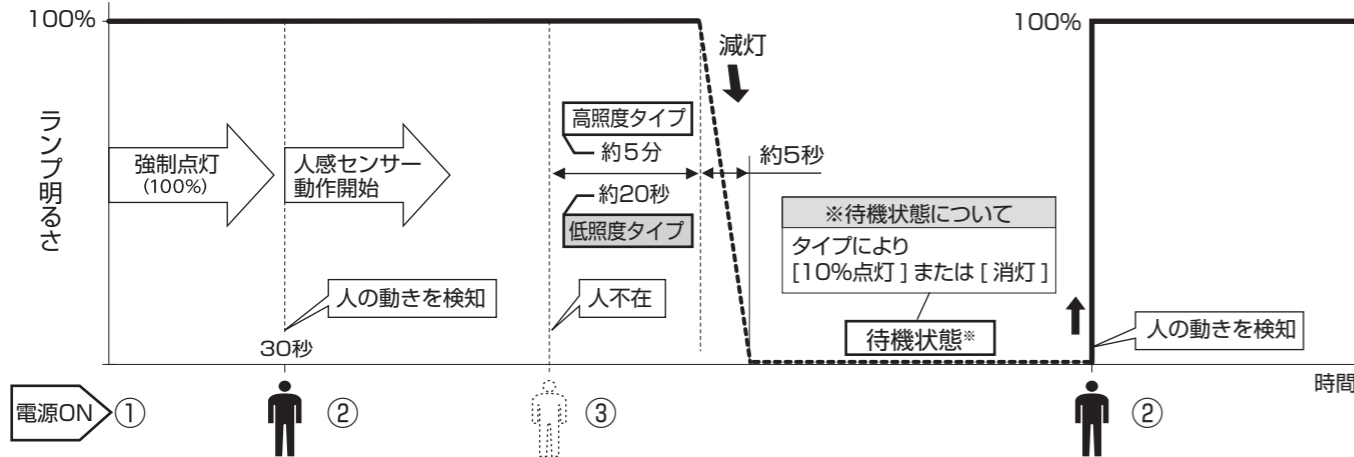 100%
ランプ明るさ
強制点灯
(100%)
人感センサー
動作開始
人の動きを検知
30秒
高照度タイプ
約5分
約20秒
低照度タイプ
人不在
減灯
約5秒
※待機状態について
タイプにより
[10%点灯 ] または [ 消灯 ]
待機状態※
100%
人の動きを検知
時間
電源ON
①
②
③
②